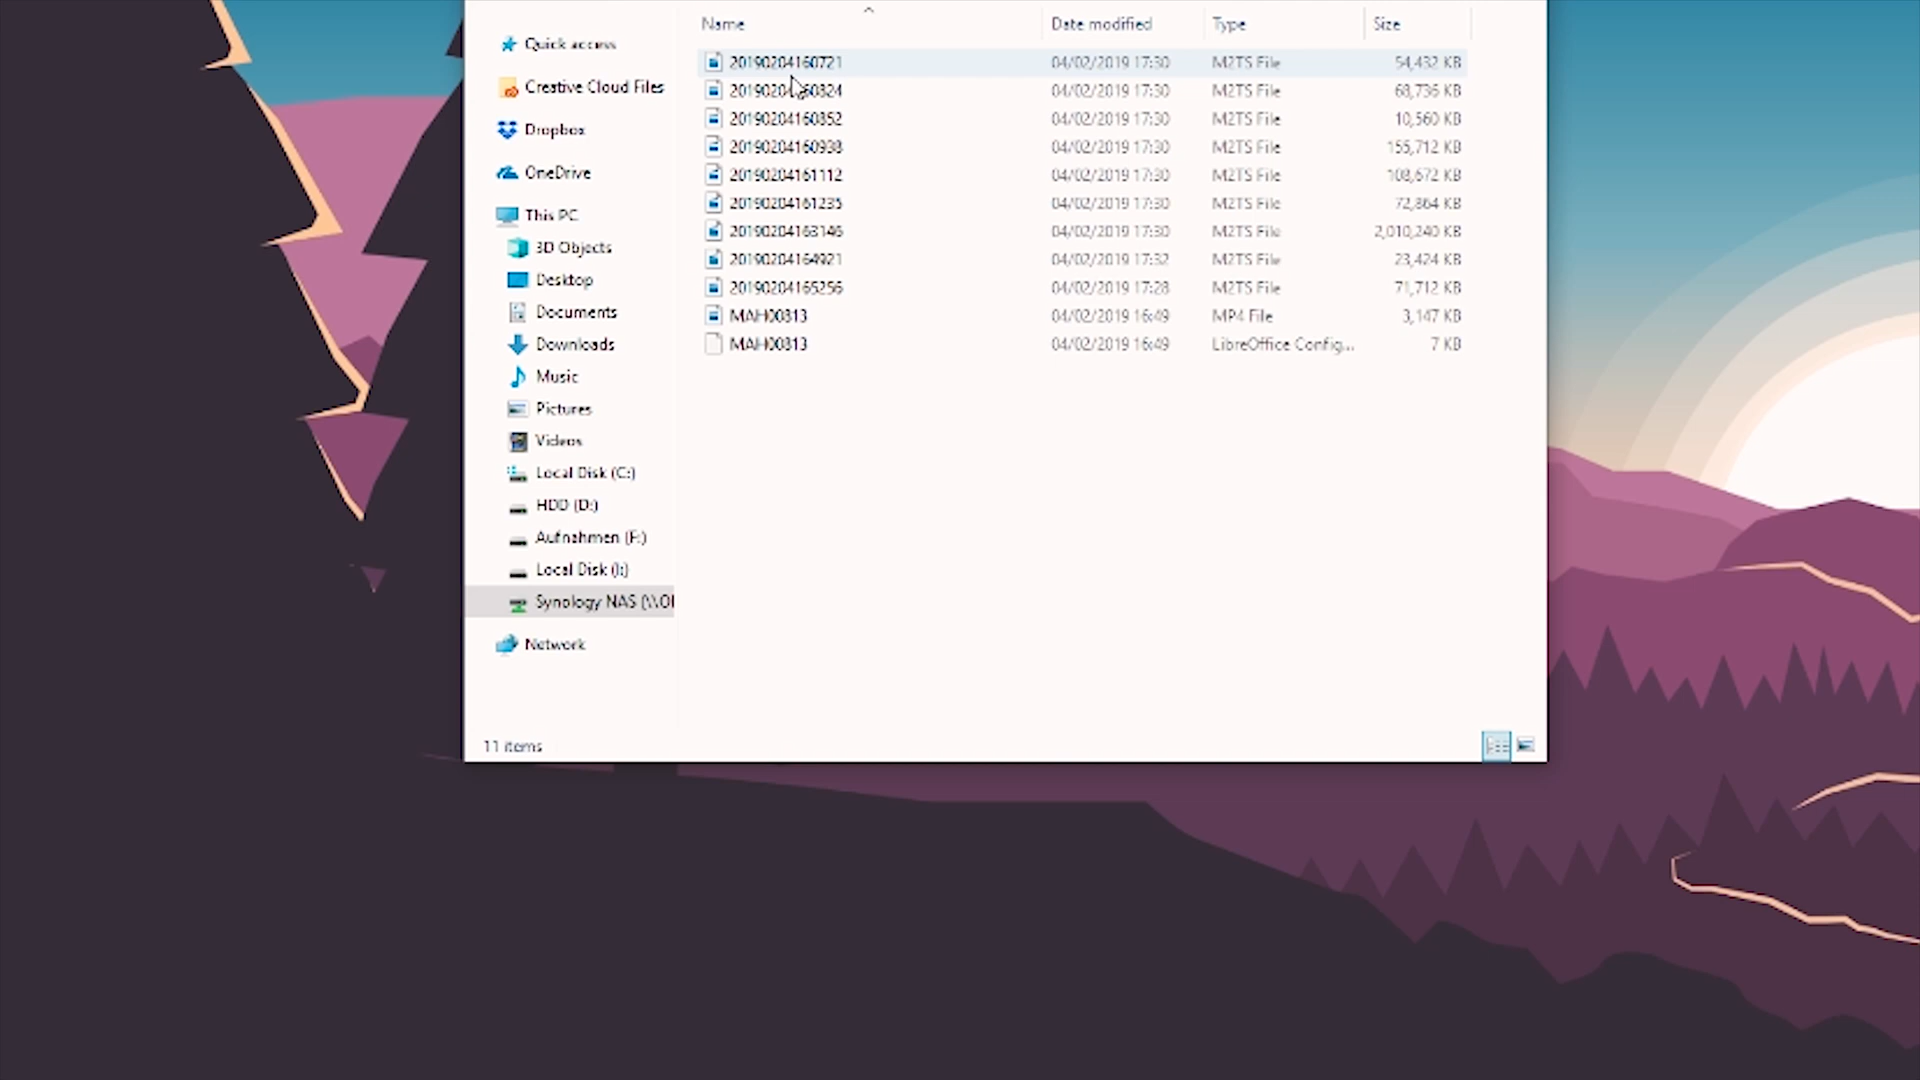 Name Date modified Type Size
Quick access
Creative Cloud Files
Dropbox
OneDrive
This PC
3D Objects
Desktop
Documents
Downloads
Music
Pictures
Videos
Local Disk (C:)
HDD (D:)
Aufnahmen (F:)
Local Disk (I:)
Synology NAS (\\
Network
20190204160721 04/02/2019 17:30 M2TS File 54,432 KB
20190204160824 04/02/2019 17:30 M2TS File 68,736 KB
20190204160852 04/02/2019 17:30 M2TS File 10,560 KB
20190204160938 04/02/2019 17:30 M2TS File 155,712 KB
20190204161112 04/02/2019 17:30 M2TS File 108,672 KB
20190204161235 04/02/2019 17:30 M2TS File 72,864 KB
20190204163146 04/02/2019 17:30 M2TS File 2,010,240 KB
20190204164921 04/02/2019 17:32 M2TS File 23,424 KB
20190204165256 04/02/2019 17:28 M2TS File 71,712 KB
MAH00813 04/02/2019 16:49 MP4 File 3,147 KB
MAH00813 04/02/2019 16:49 LibreOffice Config... 7 KB
11 items